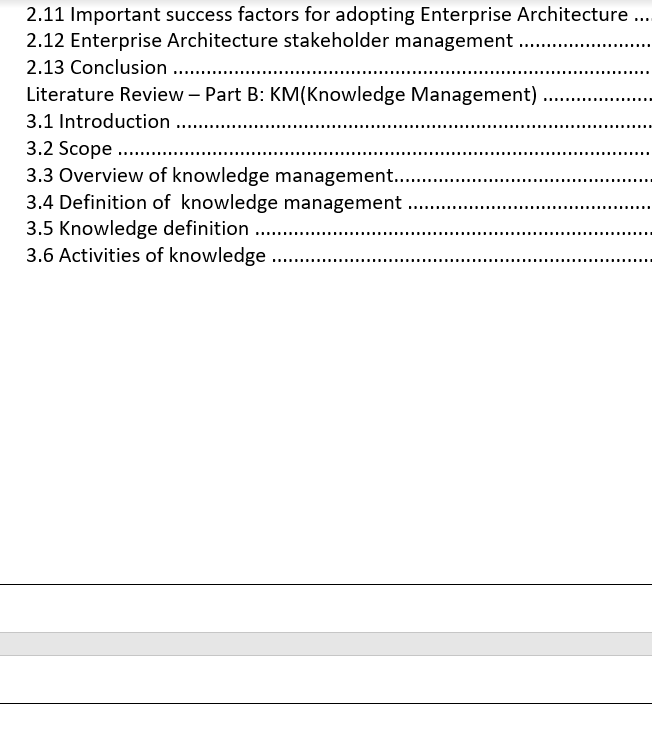 2.11 Important success factors for adopting Enterprise Architecture ....
2.12 Enterprise Architecture stakeholder management ........................
2.13 Conclusion .......................................................................................
Literature Review – Part B: KM(Knowledge Management) ....................
3.1 Introduction ......................................................................................
3.2 Scope .................................................................................................
3.3 Overview of knowledge management...............................................
3.4 Definition of  knowledge management ............................................
3.5 Knowledge definition ........................................................................
3.6 Activities of knowledge .....................................................................